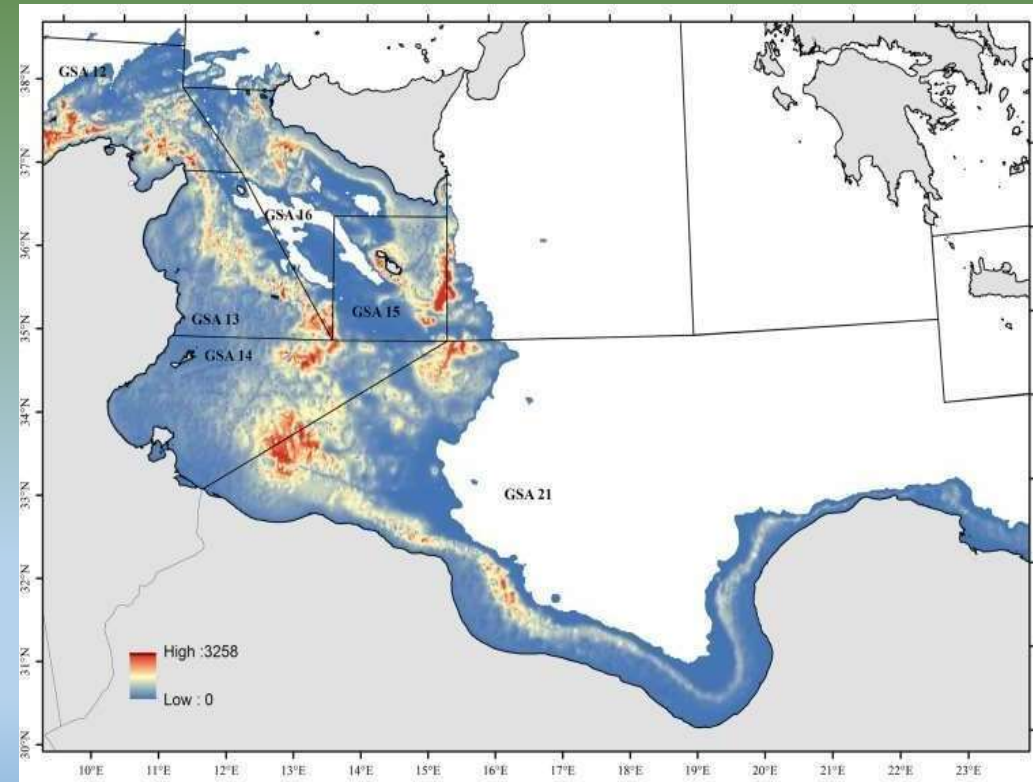 GSA 12
38°N
37°N
GSA 16
36°N
GSA 15
GSA 13
35°N
GSA 14
34°N
GSA 21
33°N
32°N
31°N
High :3258
Low : 0
30°N
10°E 11°E 12°E 13°E 14°E 15°E 16°E 17°E 18°E 19°E 20°E 21°E 22°E 23°E